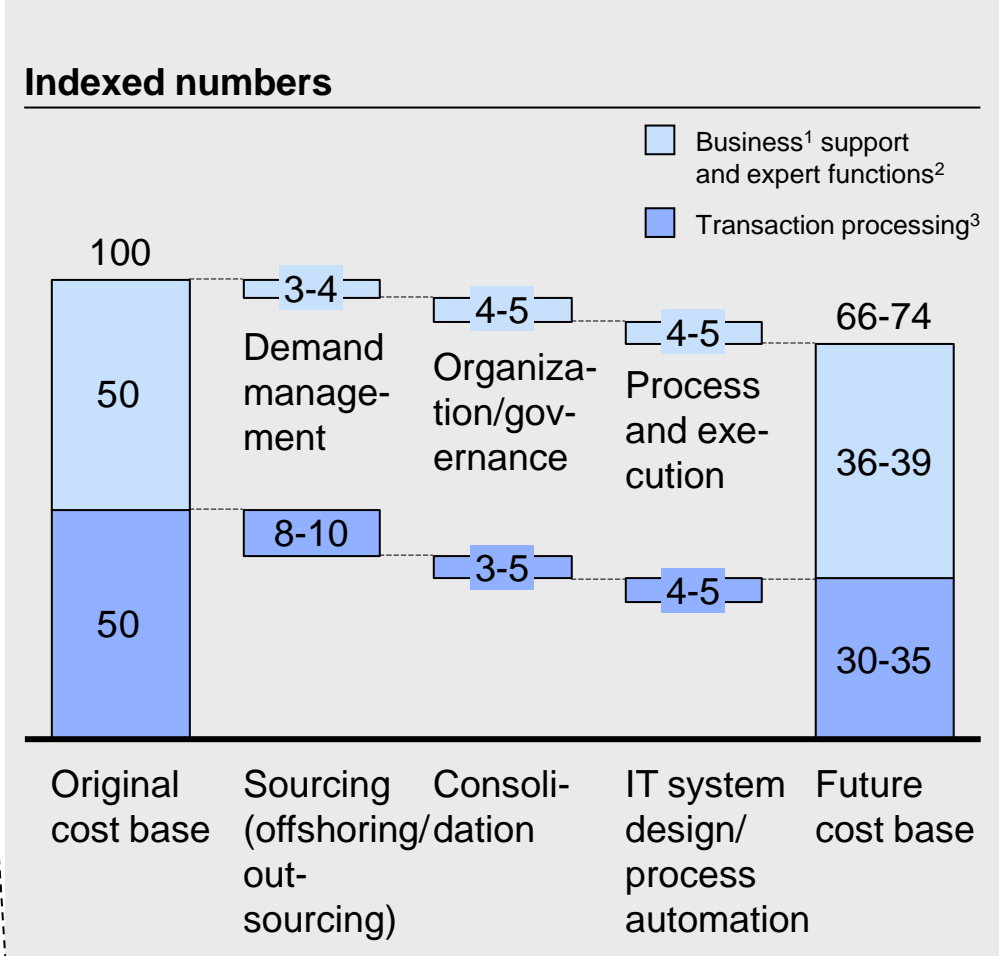 Indexed numbers
Business¹ support
and expert functions²
Transaction processing³
100
50
50
3-4
Demand
manage-
ment
8-10
4-5
Organiza-
tion/gov-
ernance
3-5
4-5
Process
and exe-
cution
4-5
66-74
36-39
30-35
Original
cost base
Sourcing
(offshoring/
out-
sourcing)
Consoli-
dation
IT system
design/
process
automation
Future
cost base